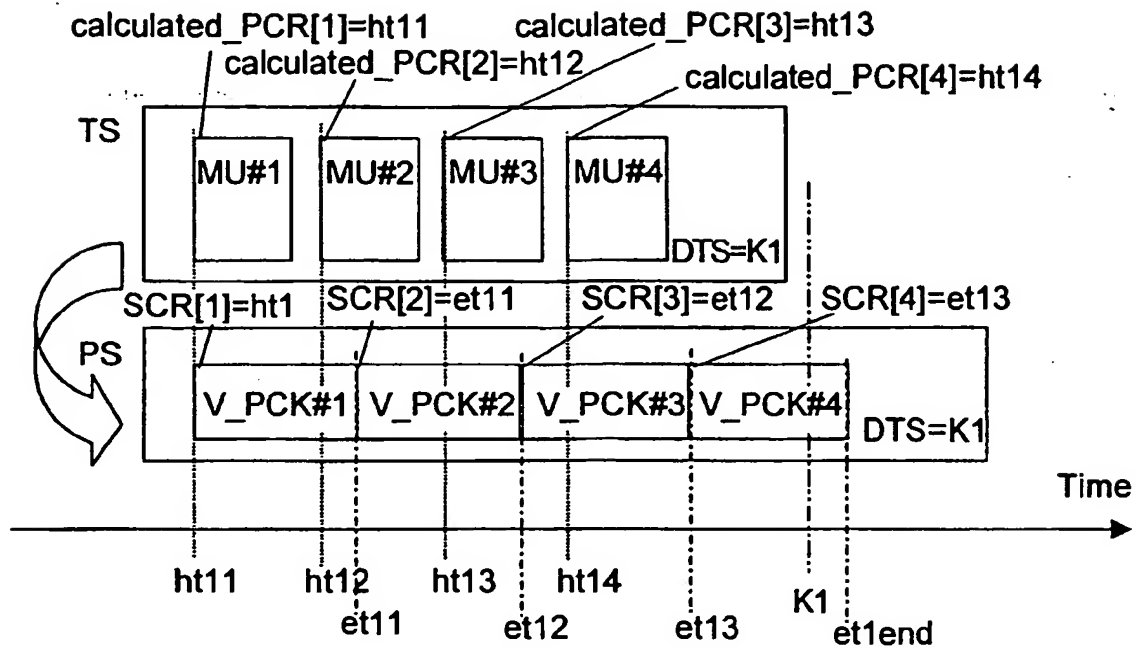 calculated_PCR[1]=ht11
calculated_PCR[3]=ht13
calculated_PCR[2]=ht12
calculated_PCR[4]=ht14
TS
MU#1
MU#2
MU#3
MU#4
DTS=K1
SCR[1]=ht1
SCR[2]=et11
SCR[3]=et12
SCR[4]=et13
PS
V_PCK#1
V_PCK#2
V_PCK#3
V_PCK#4
DTS=K1
Time
ht11
ht12
ht13
ht14
K1
et11
et12
et13
et1end